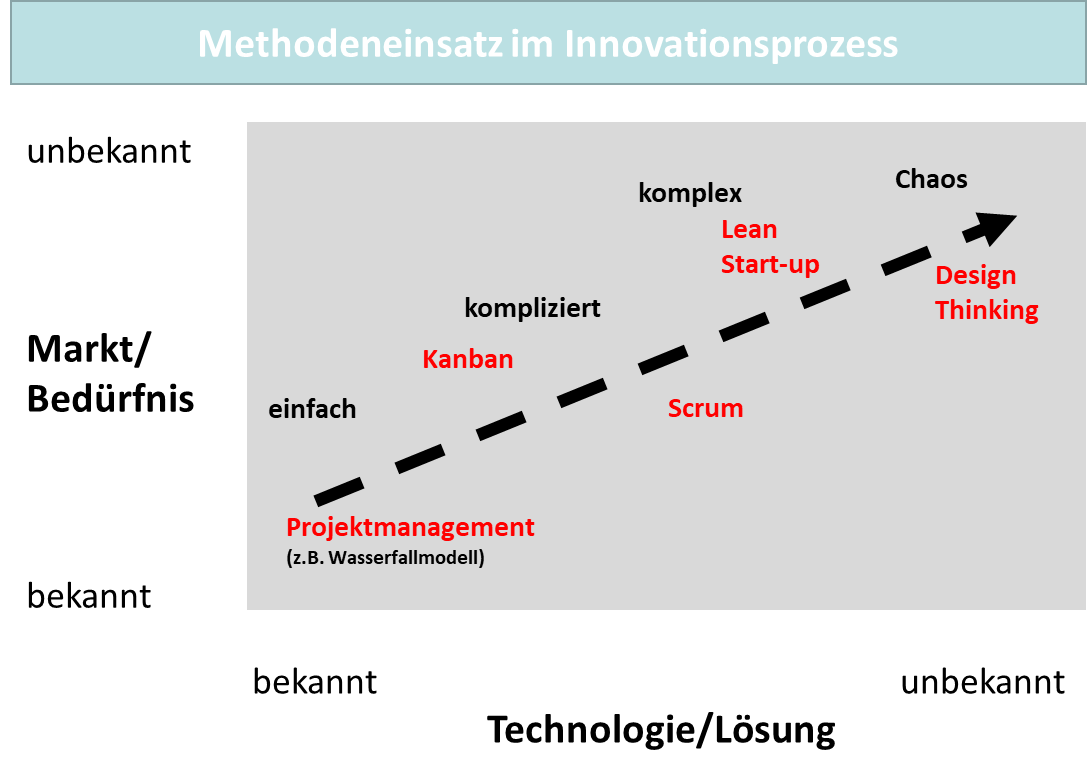 Methodeneinsatz im Innovationsprozess
unbekannt
Chaos
komplex
Lean
Start-up
Design
Thinking
kompliziert
Markt/
Bedürfnis
Kanban
einfach
Scrum
Projektmanagement
(z.B. Wasserfallmodell)
bekannt
bekannt
unbekannt
Technologie/Lösung